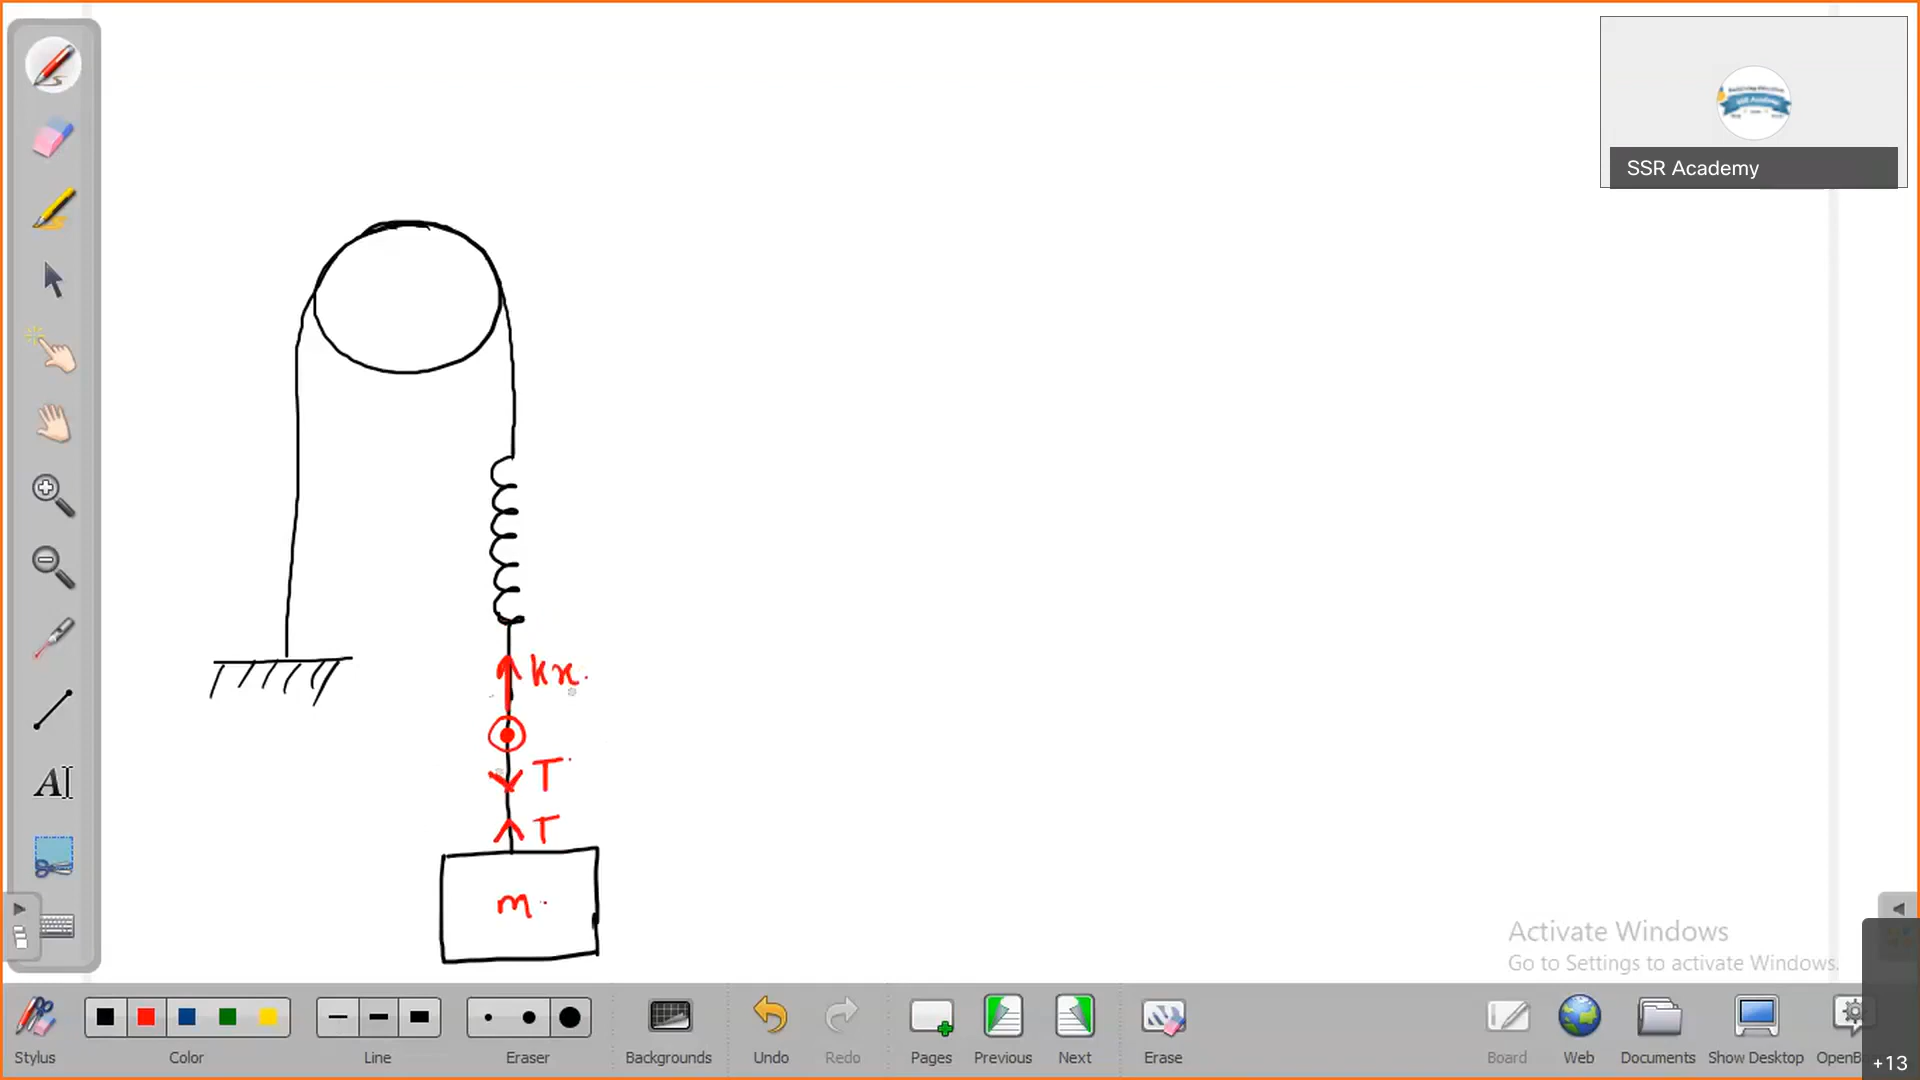 SSR Academy
kx
T
T
m
Activate Windows
Go to Settings to activate Windows.
Stylus
Color
Line
Eraser
Backgrounds
Undo
Redo
Pages
Previous
Next
Erase
Board
Web
Documents
Show Desktop
+13